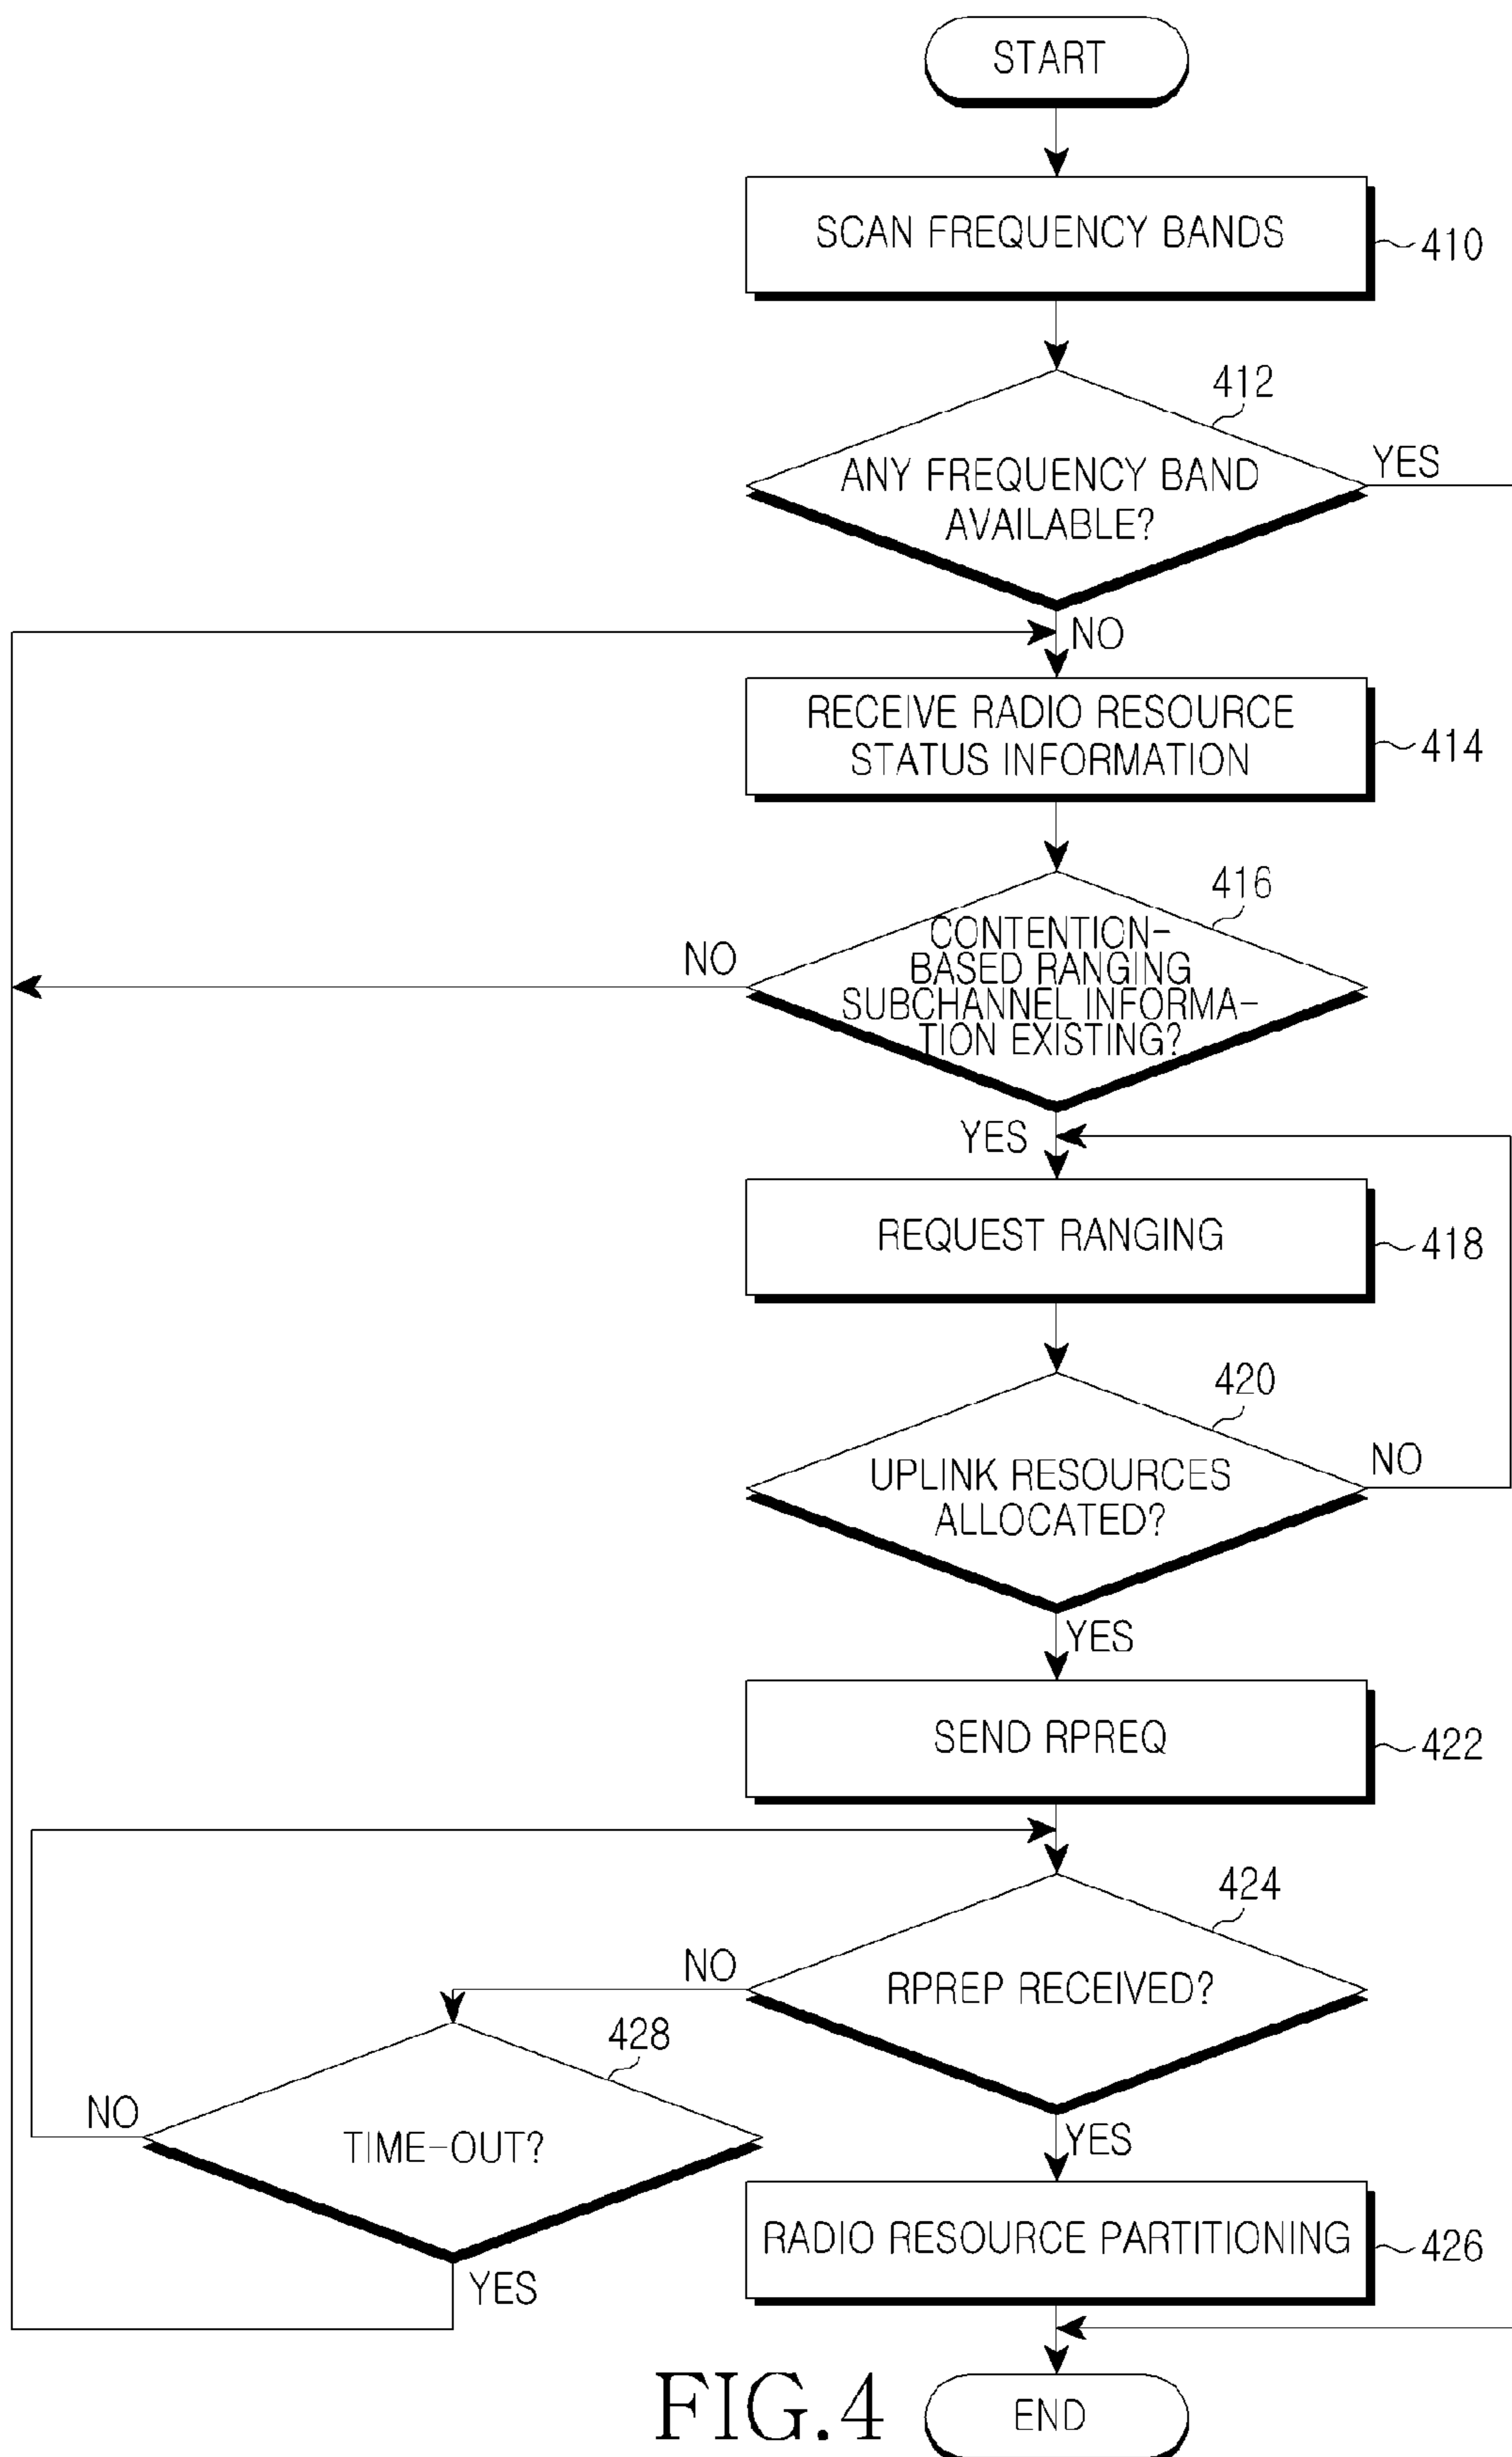 START
SCAN FREQUENCY BANDS
410
412
ANY FREQUENCY BAND
AVAILABLE?
YES
NO
RECEIVE RADIO RESOURCE
STATUS INFORMATION
414
416
CONTENTION-
BASED RANGING
SUBCHANNEL INFORMA-
TION EXISTING?
NO
YES
REQUEST RANGING
418
420
UPLINK RESOURCES
ALLOCATED?
NO
YES
SEND RPREQ
422
424
RPREP RECEIVED?
NO
428
TIME-OUT?
NO
YES
YES
RADIO RESOURCE PARTITIONING
426
END
FIG.4